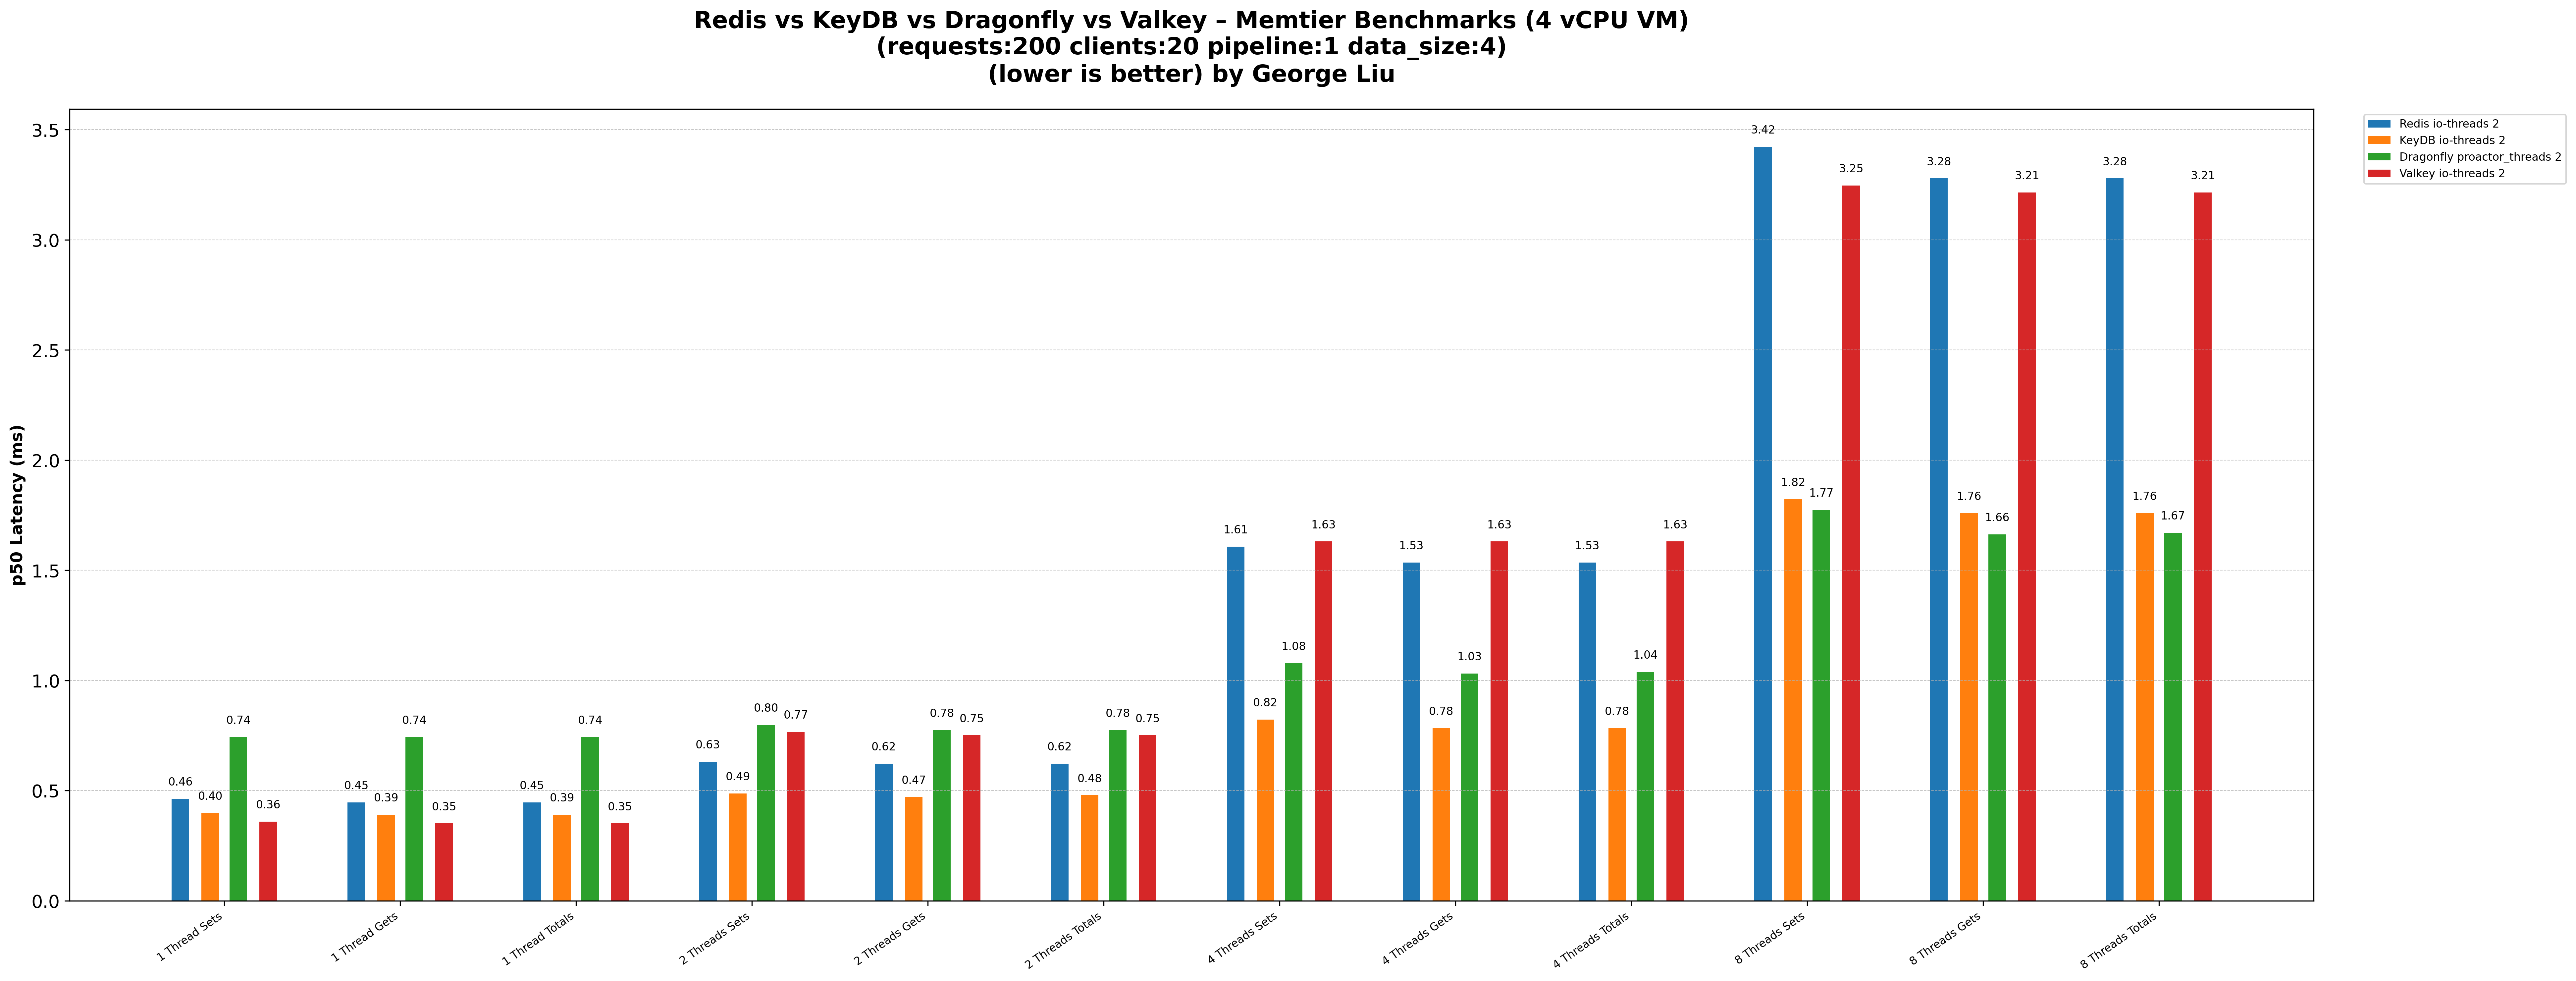 Redis vs KeyDB vs Dragonfly vs Valkey – Memtier Benchmarks (4 vCPU VM)
(requests:200 clients:20 pipeline:1 data_size:4)
(lower is better) by George Liu
Redis io-threads 2
KeyDB io-threads 2
Dragonfly proactor_threads 2
Valkey io-threads 2
p50 Latency (ms)
3.5
3.0
2.5
2.0
1.5
1.0
0.5
0.0
0.46 0.40 0.74 0.36
0.45 0.39 0.74 0.35
0.45 0.39 0.74 0.35
0.63 0.49 0.80 0.77
0.62 0.47 0.78 0.75
0.62 0.48 0.78 0.75
1.61 0.82 1.08 1.63
1.53 0.78 1.03 1.63
1.53 0.78 1.04 1.63
3.42 1.82 1.77 3.25
3.28 1.76 1.66 3.21
3.28 1.76 1.67 3.21
1 Thread Sets
1 Thread Gets
1 Thread Totals
2 Threads Sets
2 Threads Gets
2 Threads Totals
4 Threads Sets
4 Threads Gets
4 Threads Totals
8 Threads Sets
8 Threads Gets
8 Threads Totals